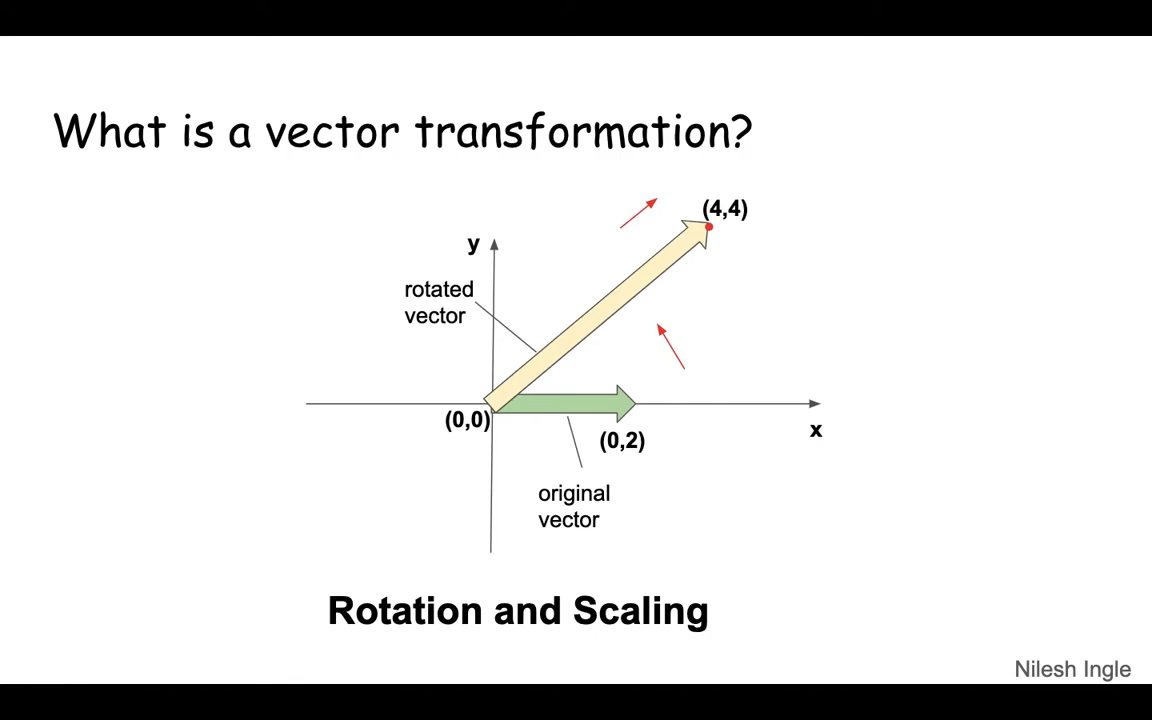 What is a vector transformation?
(4,4)
y
rotated
vector
(0,0)
(0,2)
x
original
vector
Rotation and Scaling
Nilesh Ingle